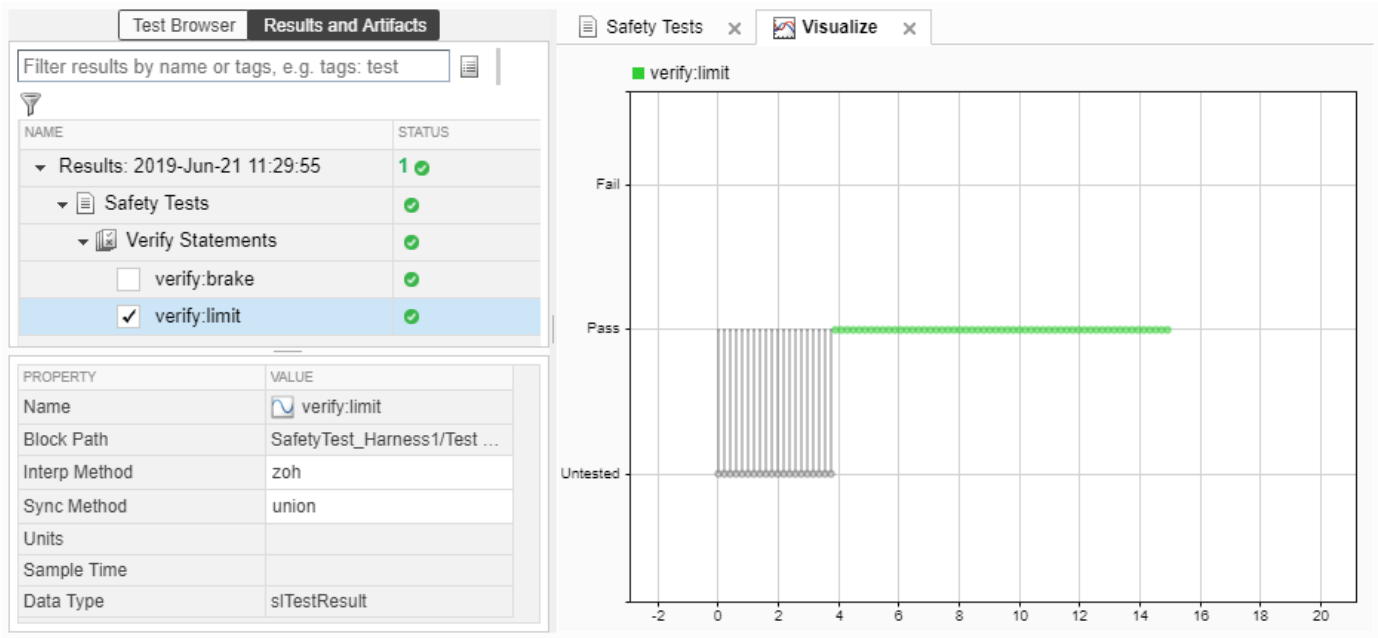 Test Browser Results and Artifacts
Filter results by name or tags, e.g. tags: test
NAME STATUS
Results: 2019-Jun-21 11:29:55 1
Safety Tests
Verify Statements
verify:brake
verify:limit
PROPERTY VALUE
Name verify:limit
Block Path SafetyTest_Harness1/Test ...
Interp Method zoh
Sync Method union
Units
Sample Time
Data Type slTestResult
Safety Tests Visualize
verify:limit
Fail
Pass
Untested
-2 0 2 4 6 8 10 12 14 16 18 20